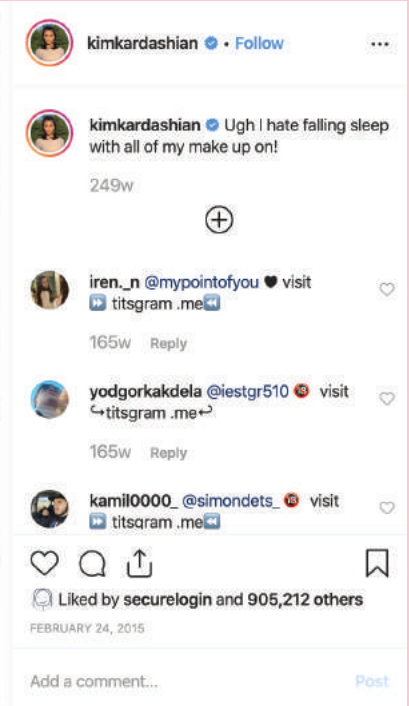 kimkardashian • Follow
kimkardashian Ugh I hate falling sleep
with all of my make up on!
249w
iren._n @mypointofyou 🖤 visit
⏩ titsgram .me⏪
165w Reply
yodgorkakdela @iestgr510 🔞 visit
↪titsgram .me↩
165w Reply
kamil0000_ @simondets_ 🔞 visit
⏩ titsgram .me⏪
Liked by securelogin and 905,212 others
FEBRUARY 24, 2015
Add a comment... Post